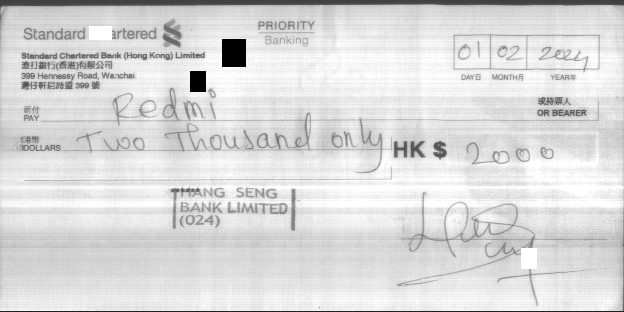 Standard artered
PRIORITY
Banking
Standard Chartered Bank (Hong Kong) Limited
渣打銀行(香港)有限公司
399 Hennessy Road, Wanchai
灣仔軒尼詩道 399 號
01 02 2024
DAY日 MONTH月 YEAR年
祈付
PAY Redmi
或持票人
OR BEARER
港幣
DOLLARS Two Thousand only
HK $ 2000
HANG SENG
BANK LIMITED
(024)